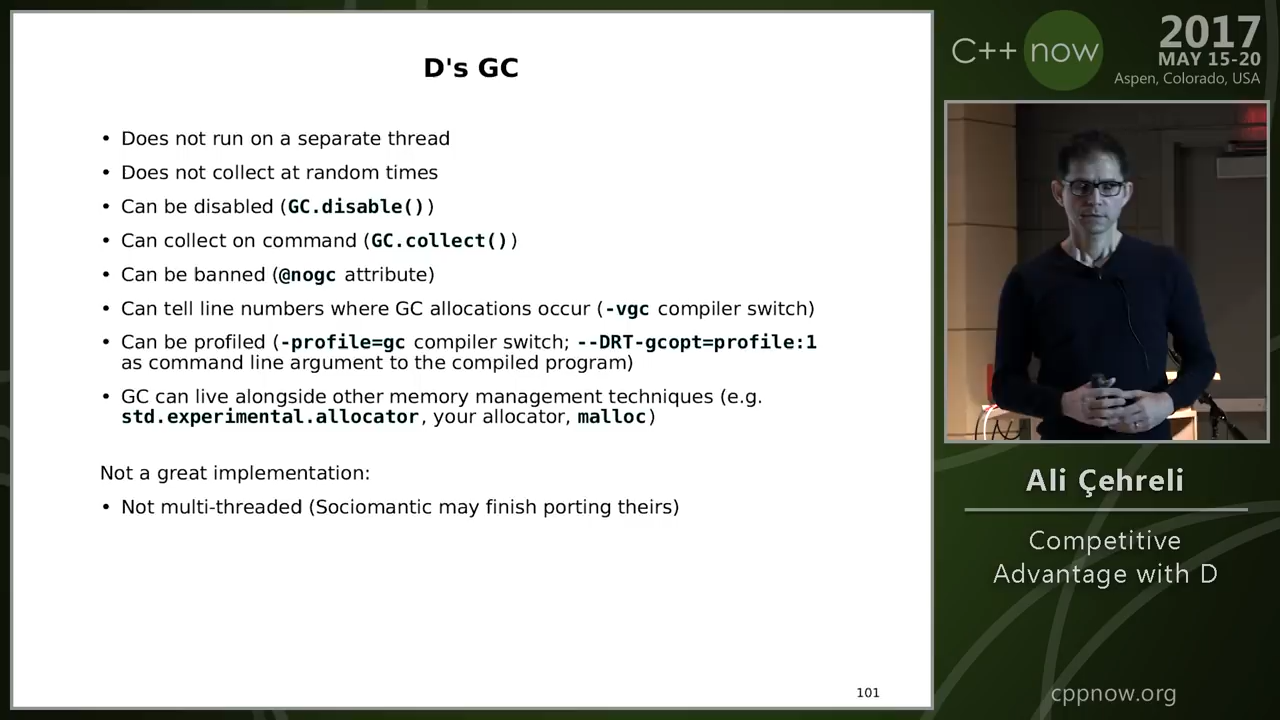 D's GC
• Does not run on a separate thread
• Does not collect at random times
• Can be disabled (GC.disable())
• Can collect on command (GC.collect())
• Can be banned (@nogc attribute)
• Can tell line numbers where GC allocations occur (-vgc compiler switch)
• Can be profiled (-profile=gc compiler switch; --DRT-gcopt=profile:1
as command line argument to the compiled program)
• GC can live alongside other memory management techniques (e.g.
std.experimental.allocator, your allocator, malloc)
Not a great implementation:
• Not multi-threaded (Sociomantic may finish porting theirs)
101
C++ now
2017
MAY 15-20
Aspen, Colorado, USA
Ali Çehreli
Competitive
Advantage with D
cppnow.org